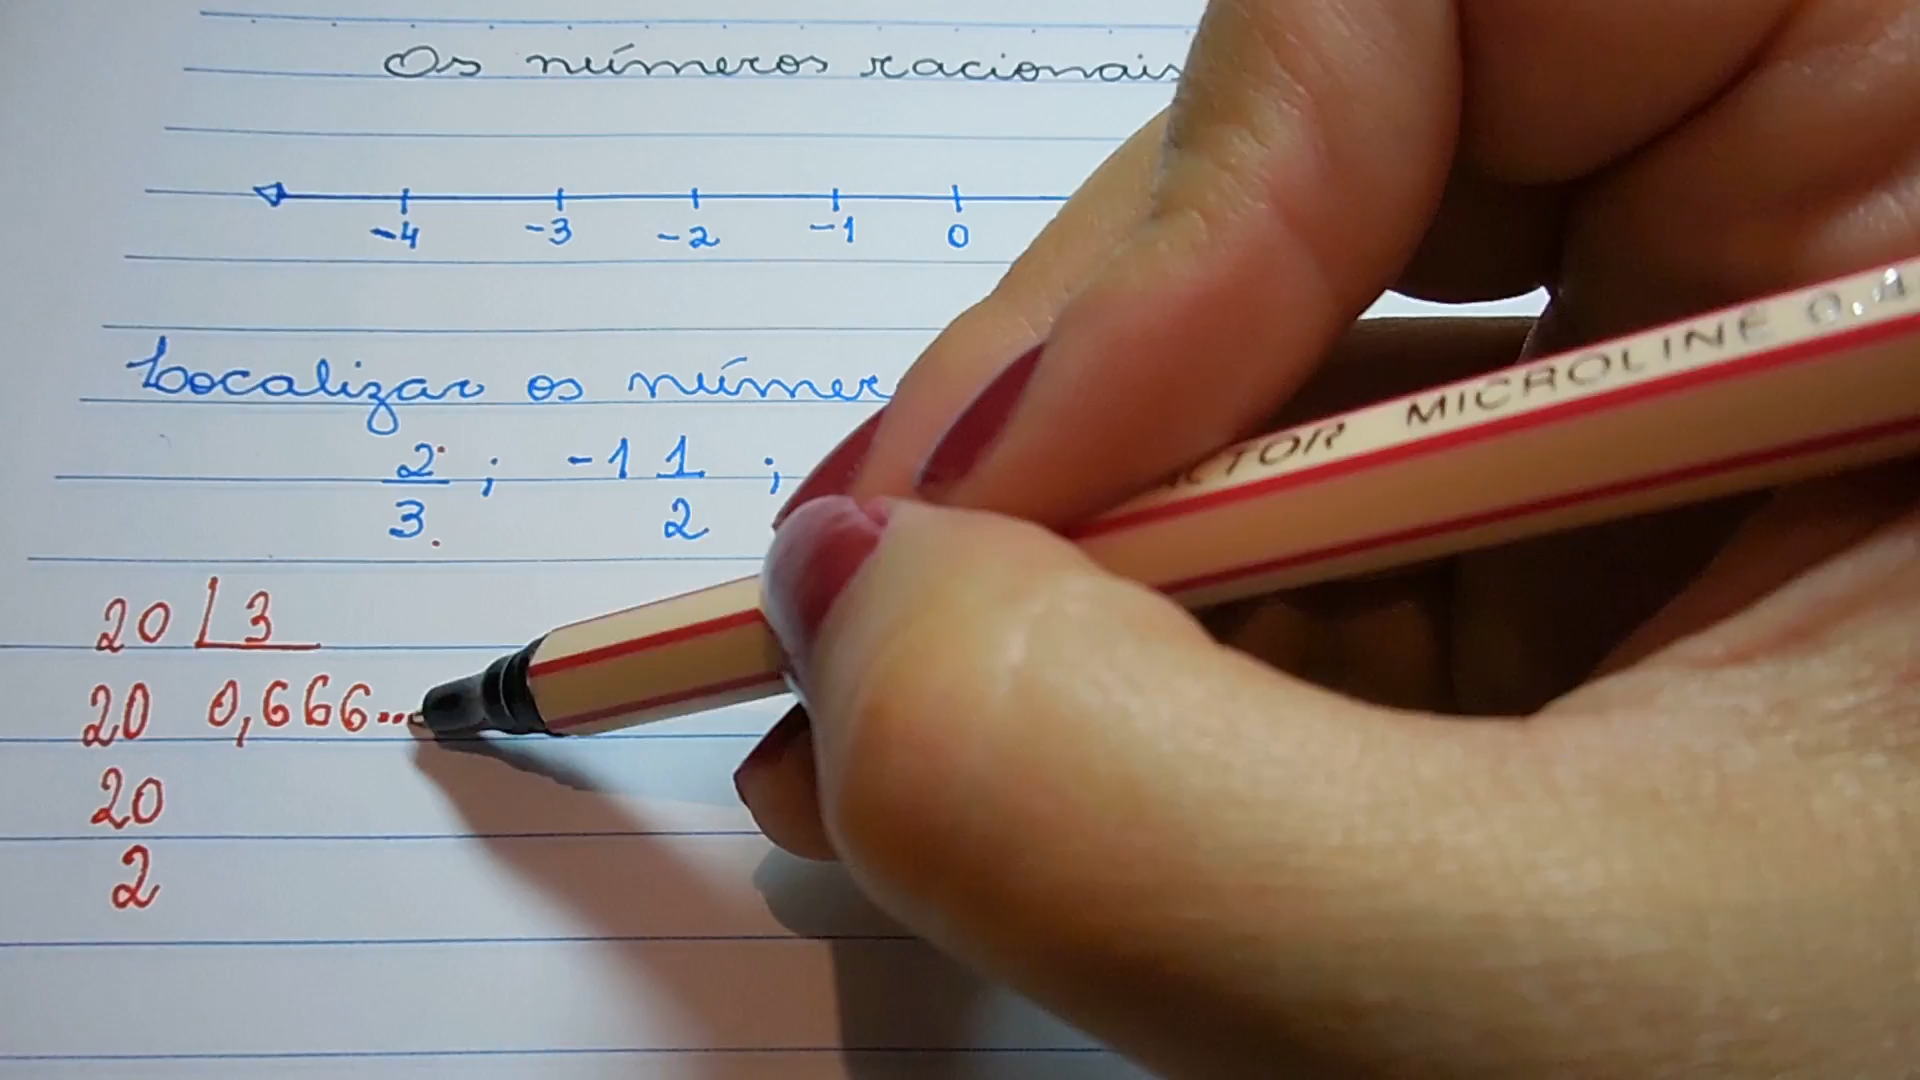 Os números racionais
-4 -3 -2 -1 0
Localizar os númer
2/3 ; -1 1/2 ;
20 | 3
20 0,666...
20
2
MICROLINE 0.4